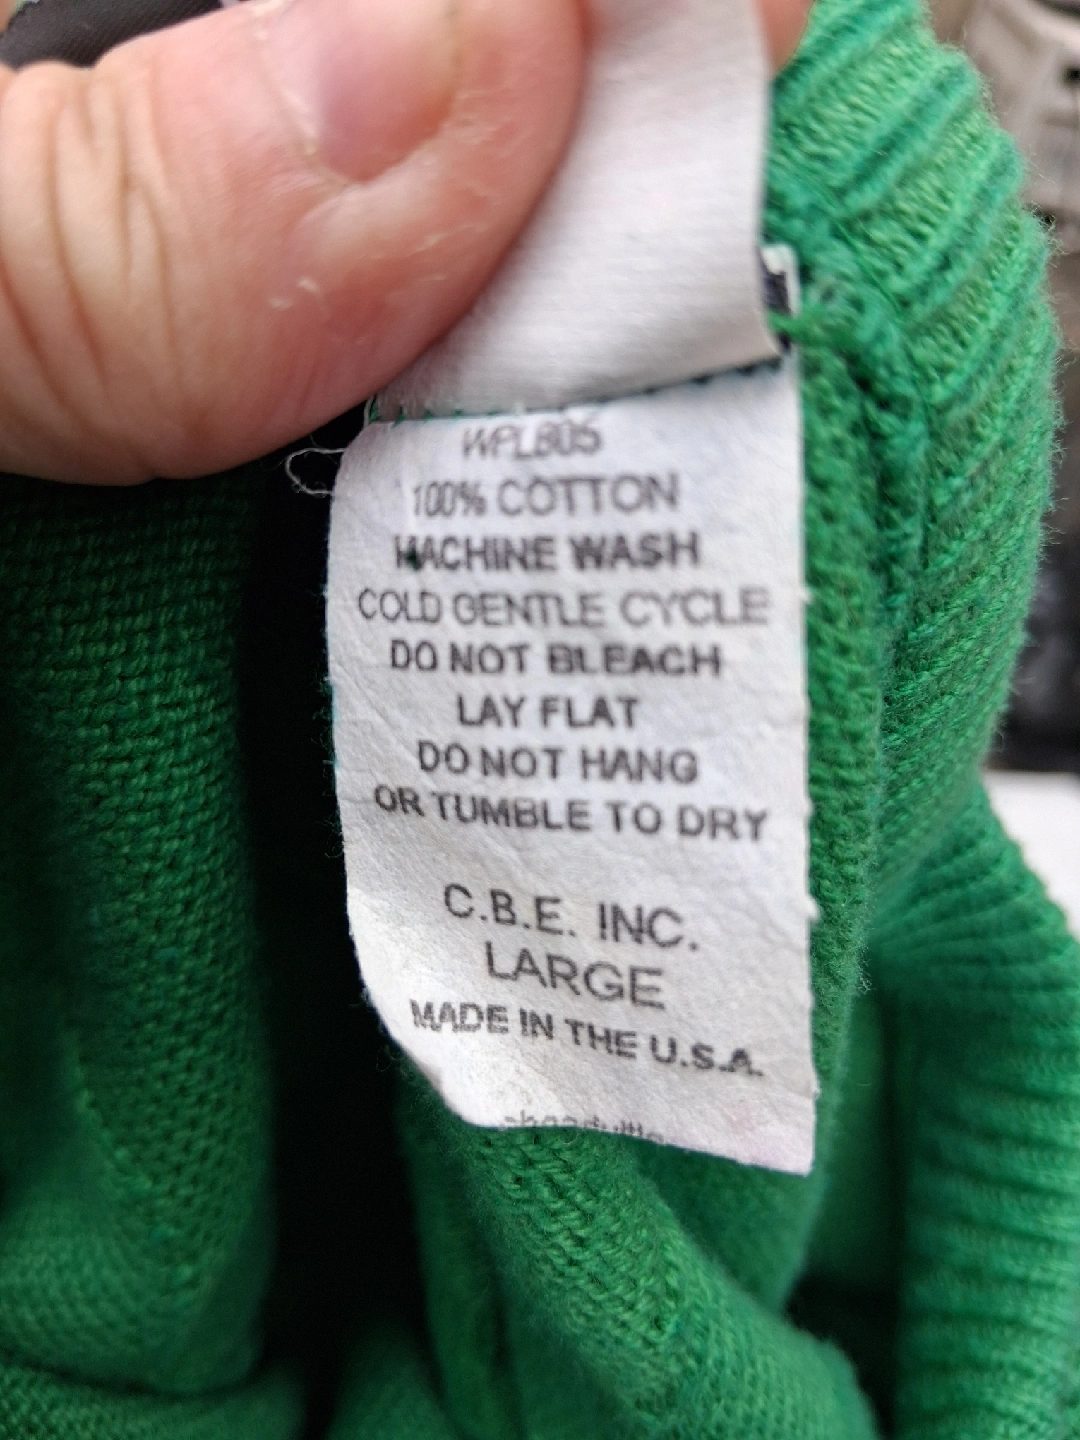 WPL805
100% COTTON
MACHINE WASH
COLD GENTLE CYCLE
DO NOT BLEACH
LAY FLAT
DO NOT HANG
OR TUMBLE TO DRY
C.B.E. INC.
LARGE
MADE IN THE U.S.A.